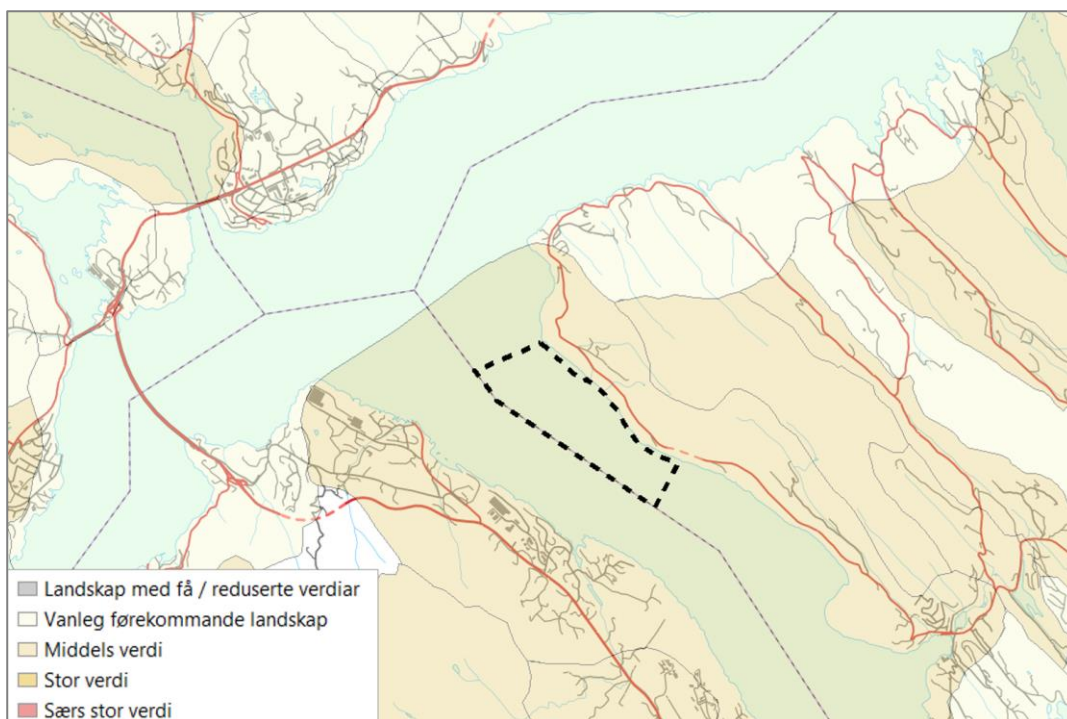 Landskap med få / reduserte verdiar
Vanleg førekommande landskap
Middels verdi
Stor verdi
Særs stor verdi